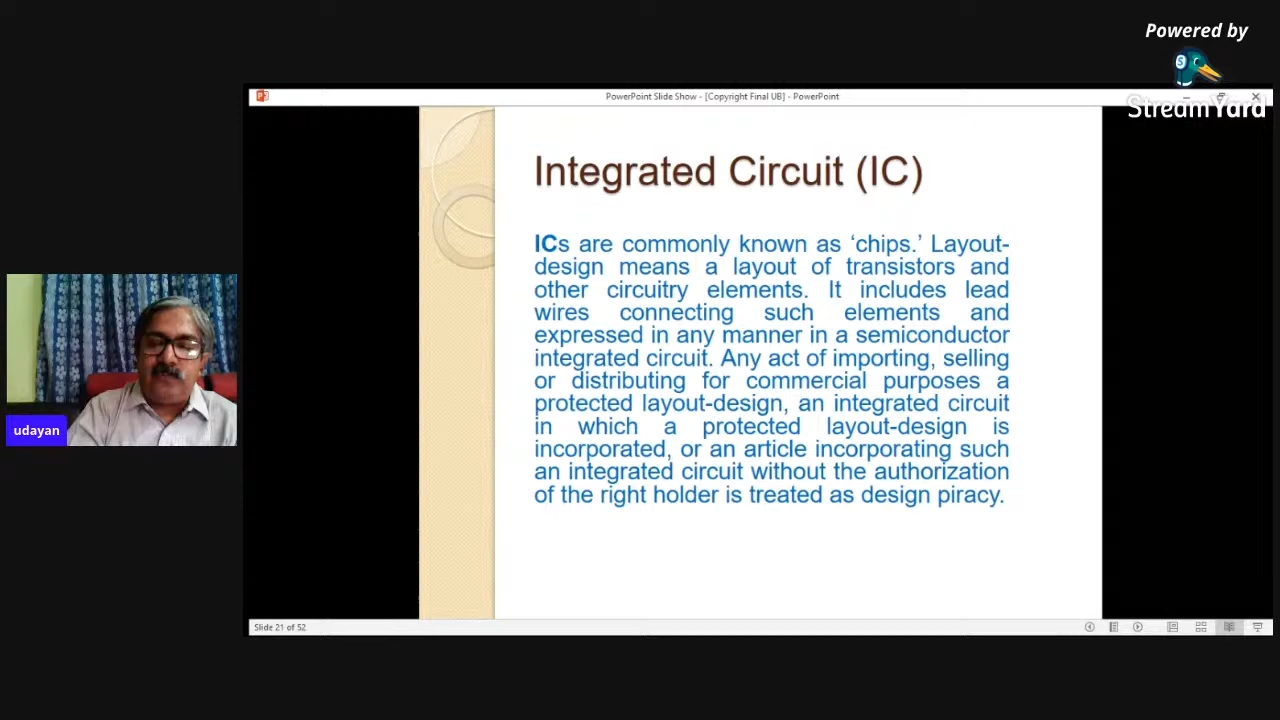 Powered by
StreamYard
PowerPoint Slide Show - [Copyright Final UB] - PowerPoint
Integrated Circuit (IC)
ICs are commonly known as ‘chips.’ Layout-
design means a layout of transistors and
other circuitry elements. It includes lead
wires connecting such elements and
expressed in any manner in a semiconductor
integrated circuit. Any act of importing, selling
or distributing for commercial purposes a
protected layout-design, an integrated circuit
in which a protected layout-design is
incorporated, or an article incorporating such
an integrated circuit without the authorization
of the right holder is treated as design piracy.
udayan
Slide 21 of 52